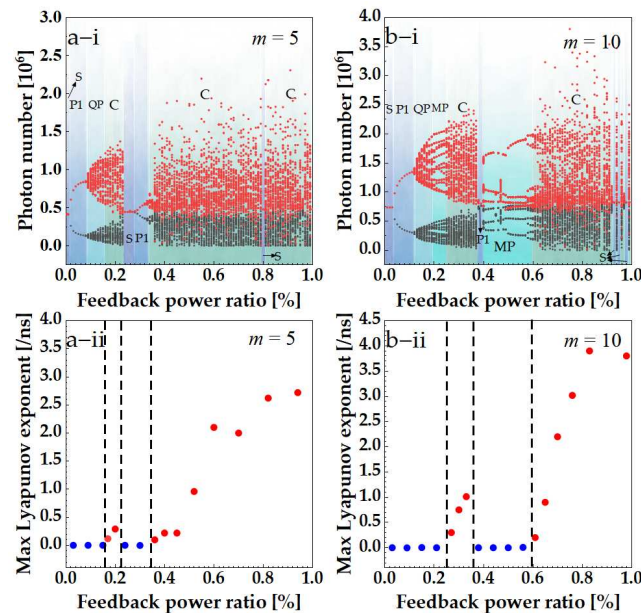 a-i
m = 5
S
P1 QP C
C
C
S P1
S
Photon number [10⁶]
3.0
2.5
2.0
1.5
1.0
0.5
0.0
0.0 0.2 0.4 0.6 0.8 1.0
Feedback power ratio [%]
b-i
m = 10
S P1 QP MP C
C
P1
MP
S
Photon number [10⁶]
4.0
3.5
3.0
2.5
2.0
1.5
1.0
0.5
0.0
0.0 0.2 0.4 0.6 0.8 1.0
Feedback power ratio [%]
a-ii
m = 5
Max Lyapunov exponent [/ns]
4.0
3.5
3.0
2.5
2.0
1.5
1.0
0.5
0.0
0.0 0.2 0.4 0.6 0.8 1.0
Feedback power ratio [%]
b-ii
m = 10
Max Lyapunov exponent [/ns]
4.5
4.0
3.5
3.0
2.5
2.0
1.5
1.0
0.5
0.0
0.0 0.2 0.4 0.6 0.8 1.0
Feedback power ratio [%]